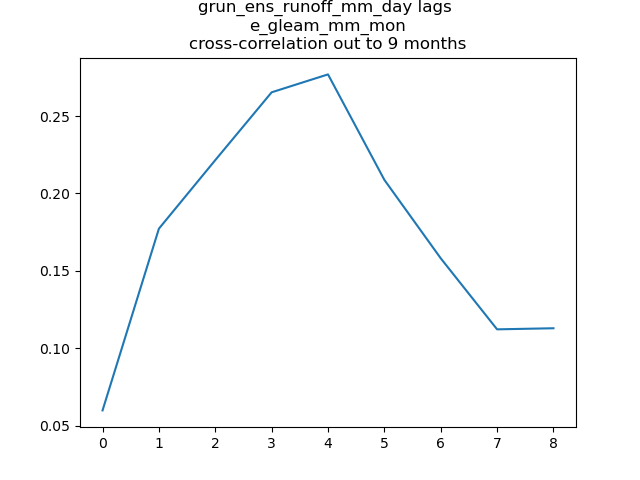 grun_ens_runoff_mm_day lags
e_gleam_mm_mon
cross-correlation out to 9 months
0.25
0.20
0.15
0.10
0.05
0 1 2 3 4 5 6 7 8